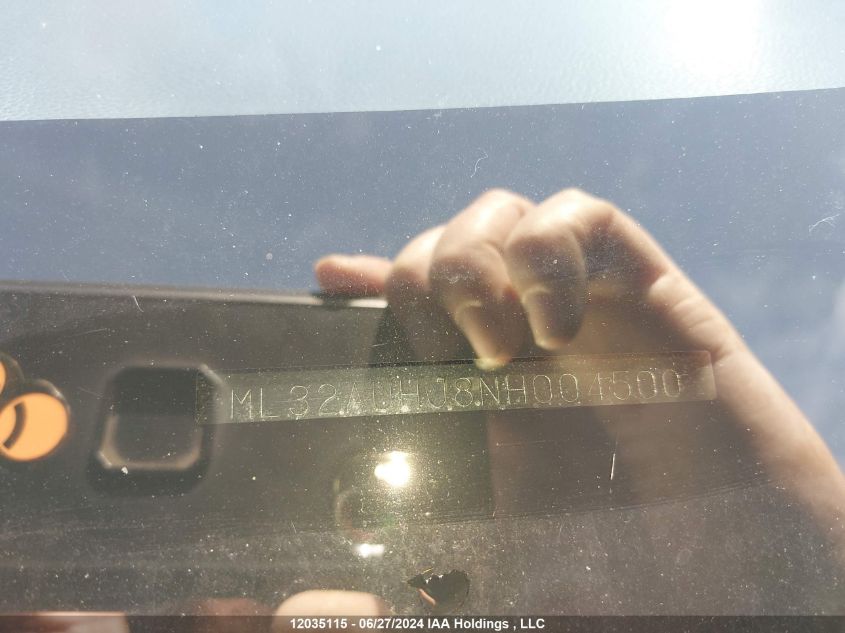 ML32AUHJ8NH004500
12035115 - 06/27/2024 IAA Holdings , LLC